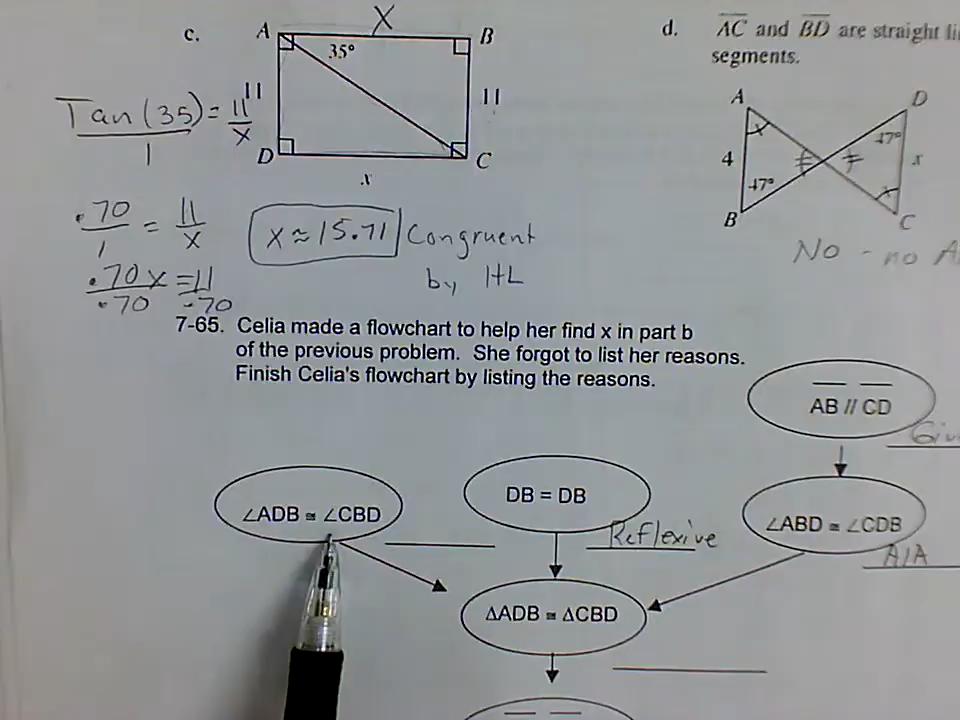 c.
A
X
B
35°
11
11
Tan(35) = 11
1 x
D
C
x
.70 = 11
1 x
x ≈ 15.71
Congruent
by HL
.70x = 11
.70 .70
d. AC and BD are straight
segments.
A
D
47°
4
x
x
47°
x
B
C
No - no
7-65. Celia made a flowchart to help her find x in part b
of the previous problem. She forgot to list her reasons.
Finish Celia's flowchart by listing the reasons.
AB // CD
∠ADB ≅ ∠CBD
DB = DB
Reflexive
∠ABD ≅ ∠CDB
AIA
ΔADB ≅ ΔCBD